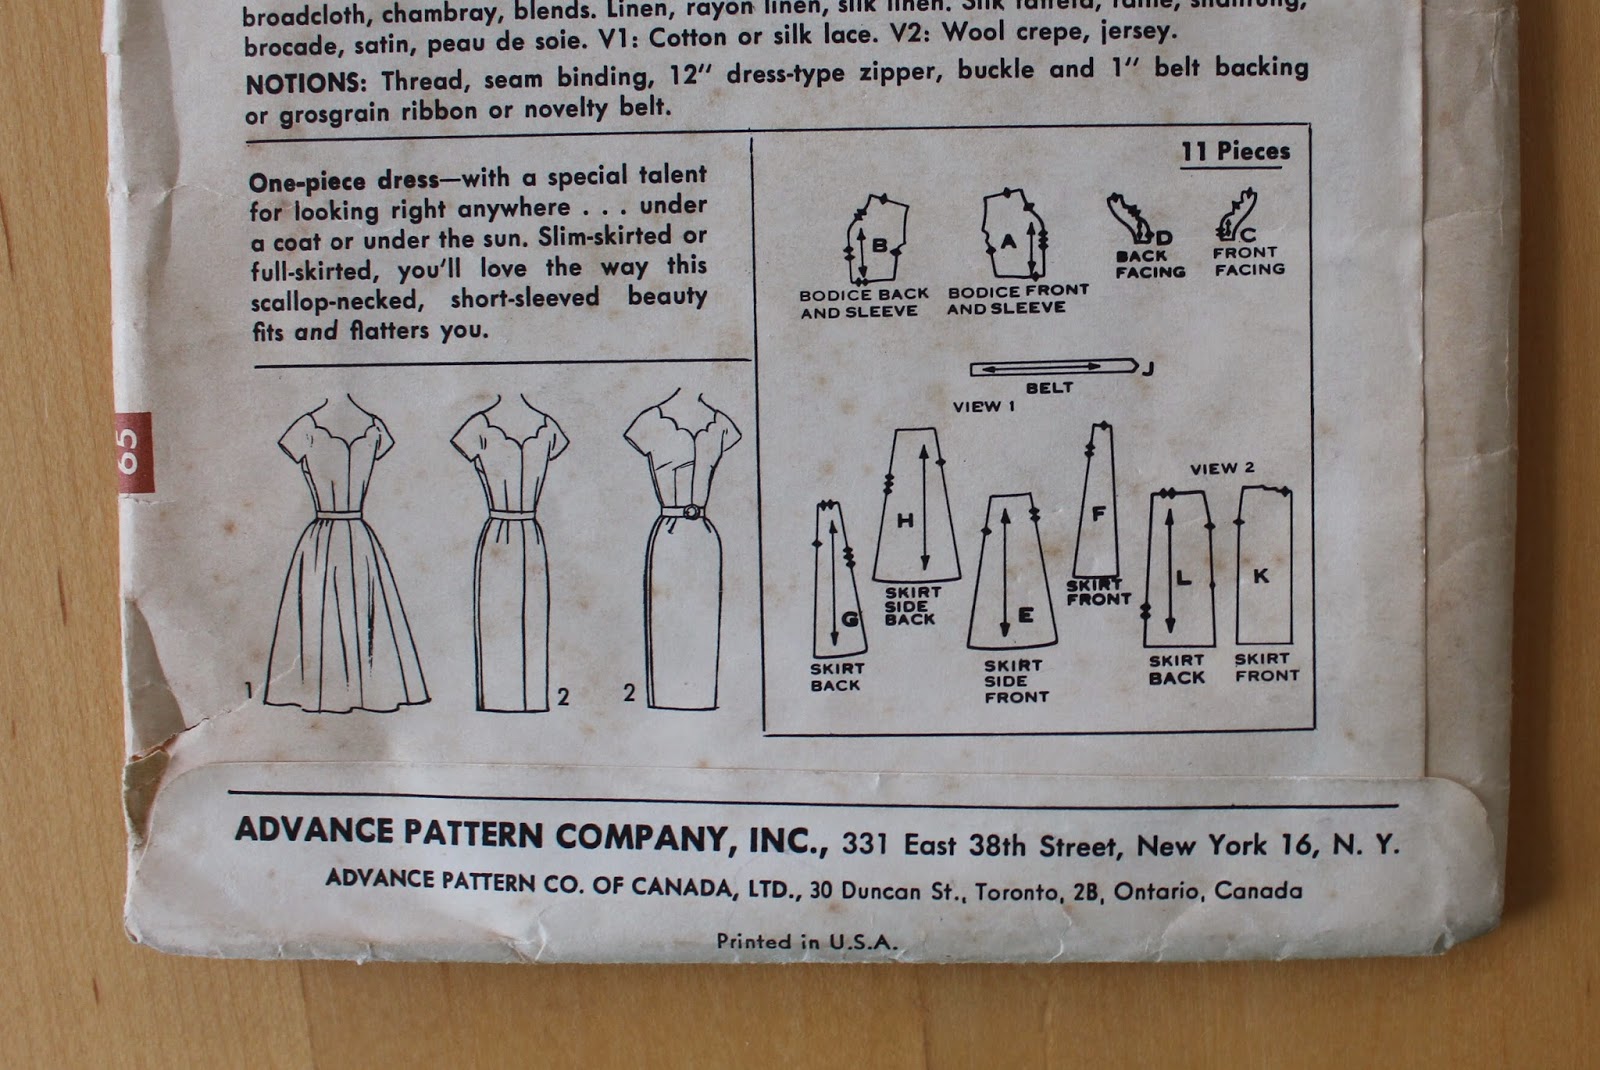 broadcloth, chambray, blends. Linen, rayon linen, silk linen. Silk taffeta, faille, shantung,
brocade, satin, peau de soie. V1: Cotton or silk lace. V2: Wool crepe, jersey.
NOTIONS: Thread, seam binding, 12″ dress-type zipper, buckle and 1″ belt backing
or grosgrain ribbon or novelty belt.
One-piece dress—with a special talent
for looking right anywhere . . . under
a coat or under the sun. Slim-skirted or
full-skirted, you'll love the way this
scallop-necked, short-sleeved beauty
fits and flatters you.
65
1
2
2
11 Pieces
B
BODICE BACK
AND SLEEVE
A
BODICE FRONT
AND SLEEVE
D
BACK
FACING
C
FRONT
FACING
J
BELT
VIEW 1
G
SKIRT
BACK
H
SKIRT
SIDE
BACK
E
SKIRT
SIDE
FRONT
F
SKIRT
FRONT
VIEW 2
L
SKIRT
BACK
K
SKIRT
FRONT
ADVANCE PATTERN COMPANY, INC., 331 East 38th Street, New York 16, N. Y.
ADVANCE PATTERN CO. OF CANADA, LTD., 30 Duncan St., Toronto, 2B, Ontario, Canada
Printed in U.S.A.